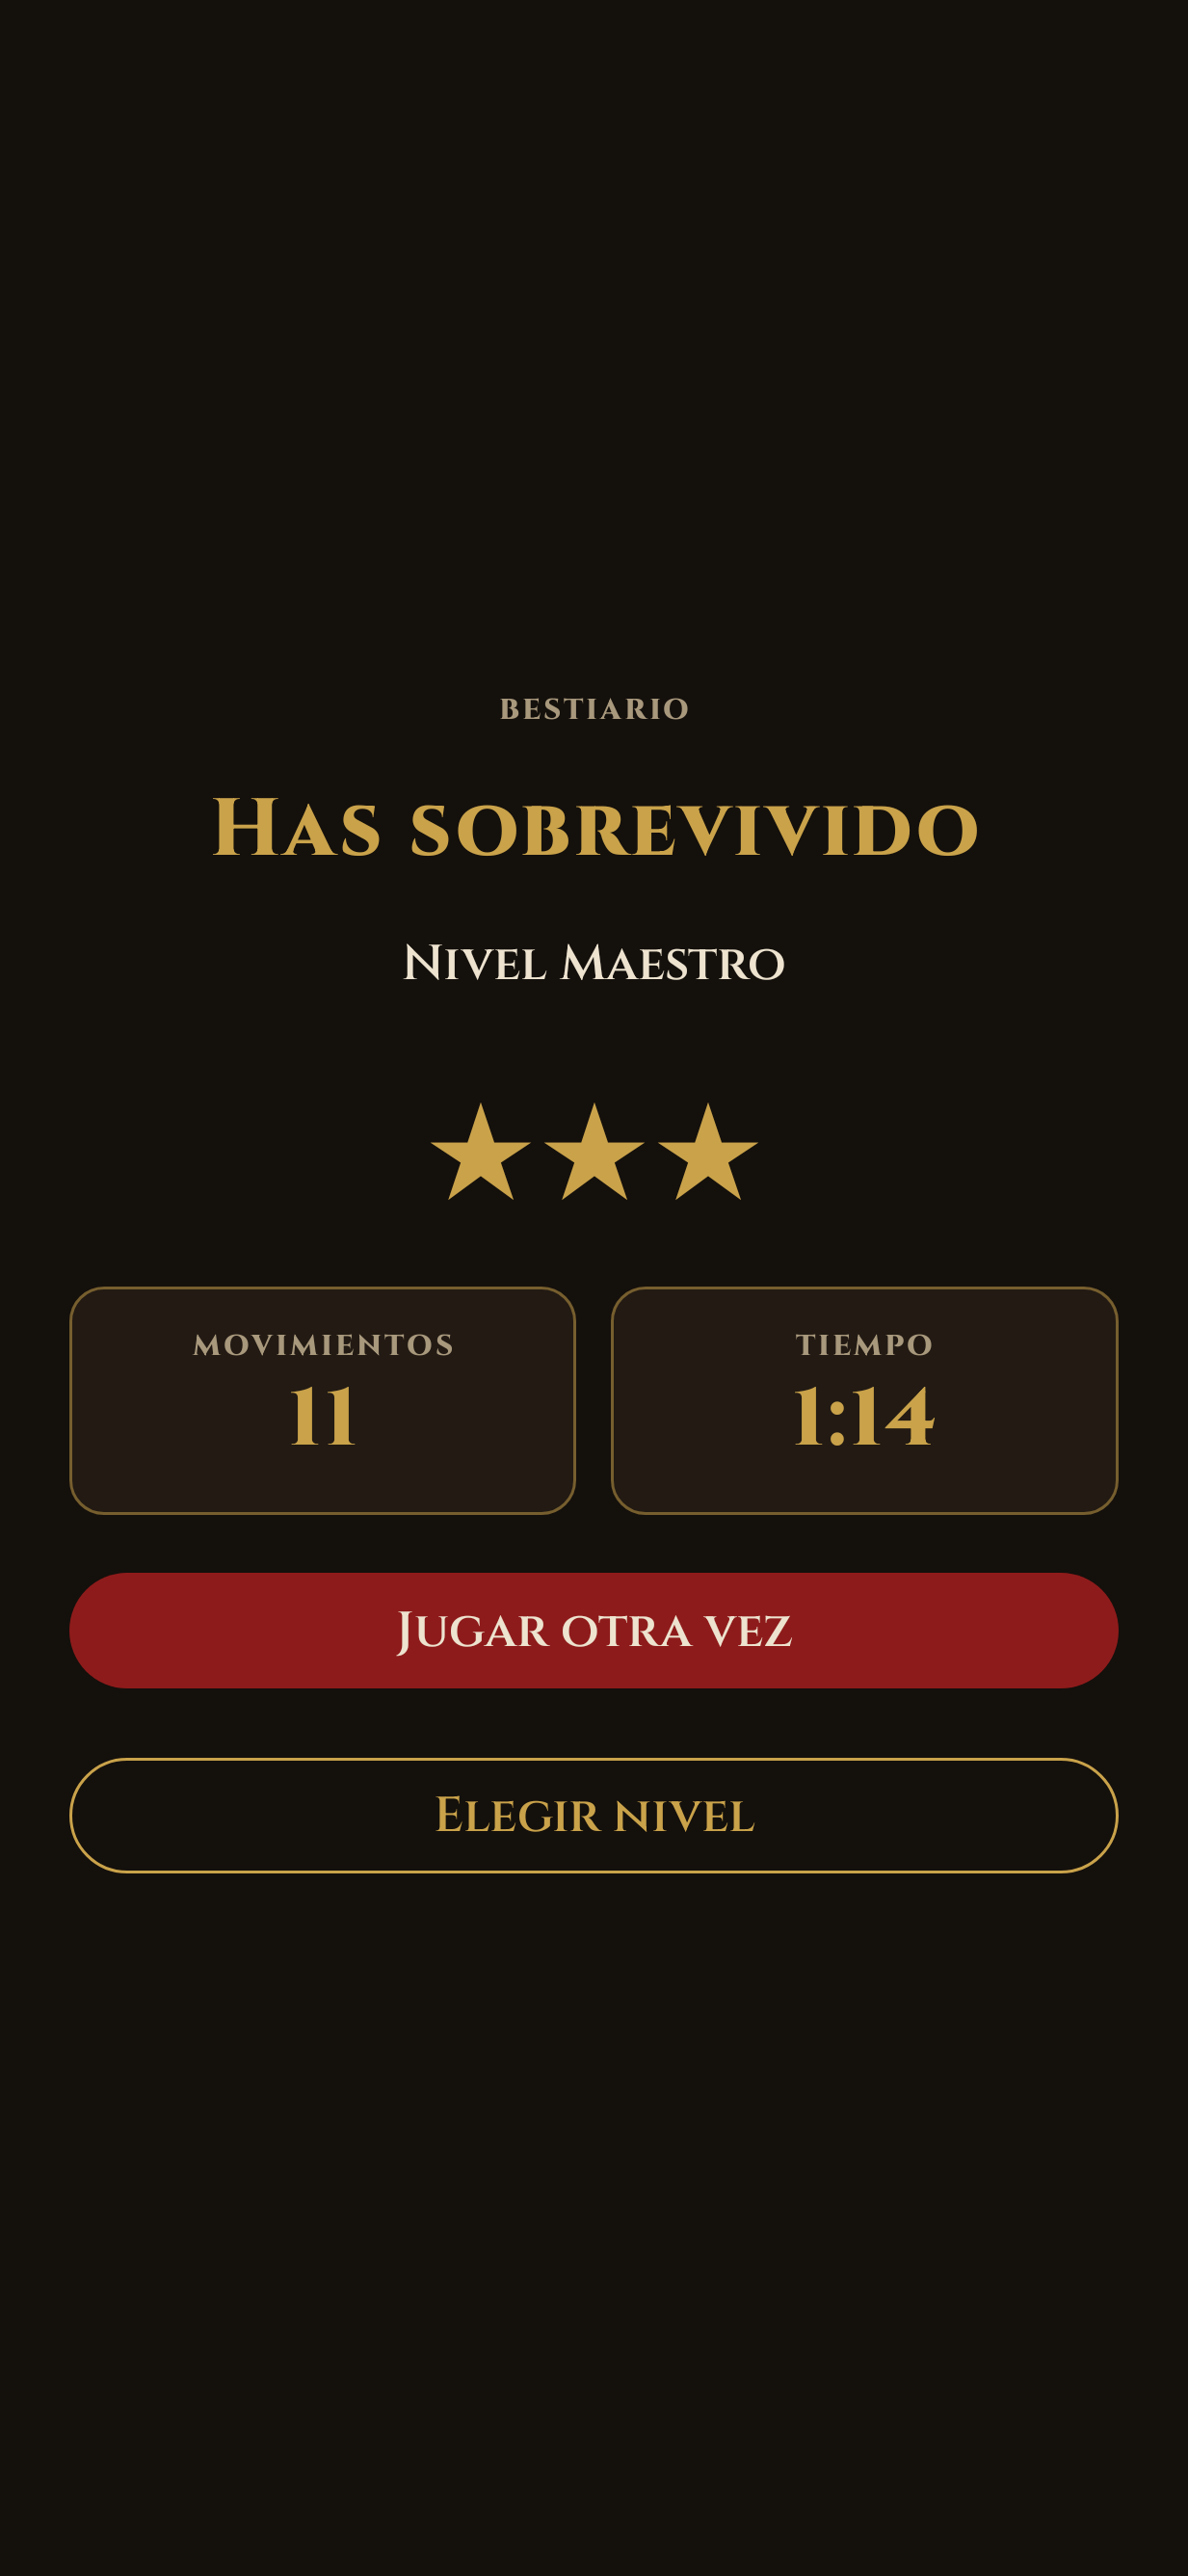 BESTIARIO
Has sobrevivido
Nivel Maestro
MOVIMIENTOS
11
TIEMPO
1:14
Jugar otra vez
Elegir nivel